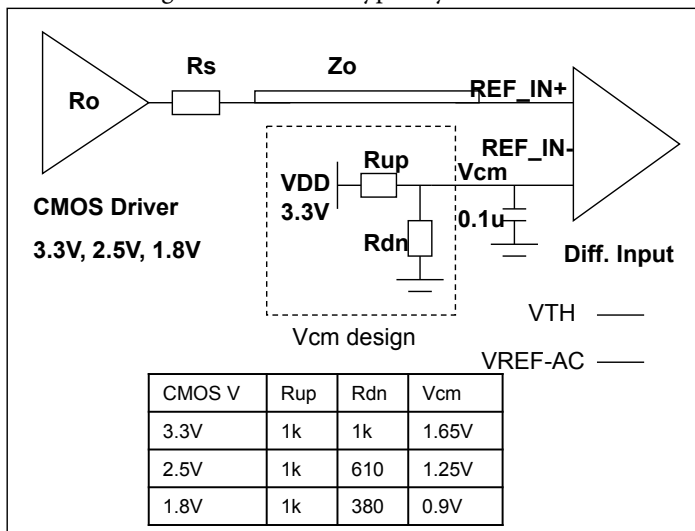 Rs
Zo
Ro
REF_IN+
REF_IN-
Rup
Vcm
VDD
3.3V
0.1u
Rdn
CMOS Driver
3.3V, 2.5V, 1.8V
Diff. Input
Vcm design
VTH
VREF-AC
CMOS V Rup Rdn Vcm
3.3V 1k 1k 1.65V
2.5V 1k 610 1.25V
1.8V 1k 380 0.9V